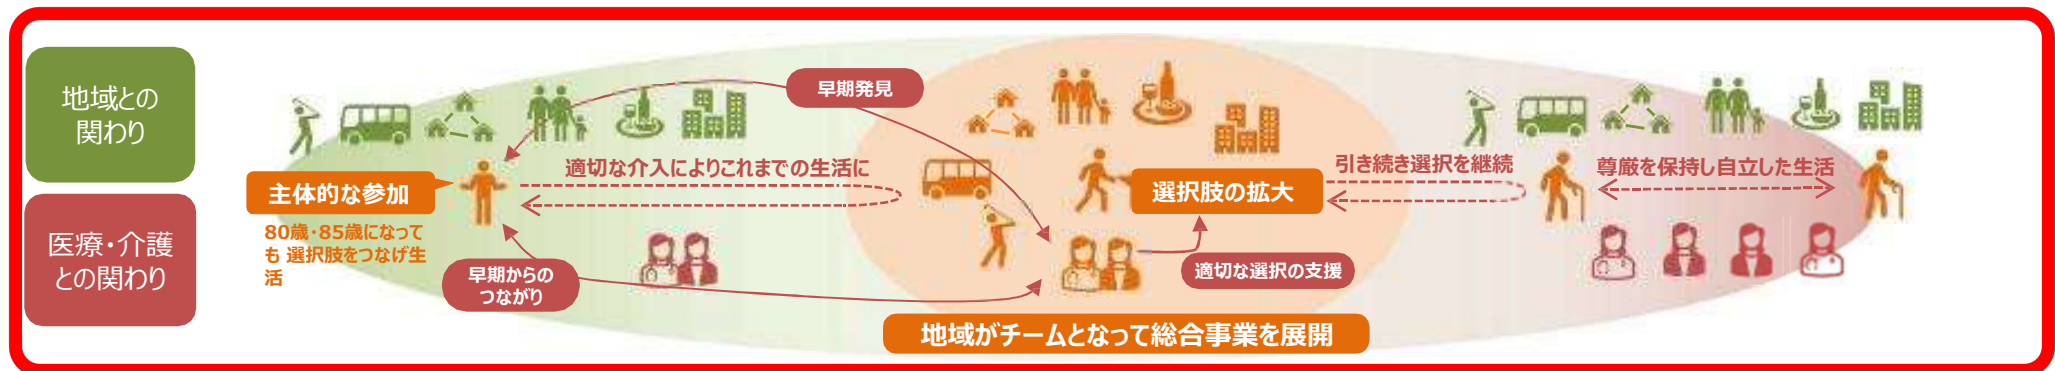 地域との
関わり
医療・介護
との関わり
早期発見
主体的な参加
80歳・85歳になって
も 選択肢をつなげ生
活
適切な介入によりこれまでの生活に
早期からの
つながり
選択肢の拡大
適切な選択の支援
引き続き選択を継続
尊厳を保持し自立した生活
地域がチームとなって総合事業を展開